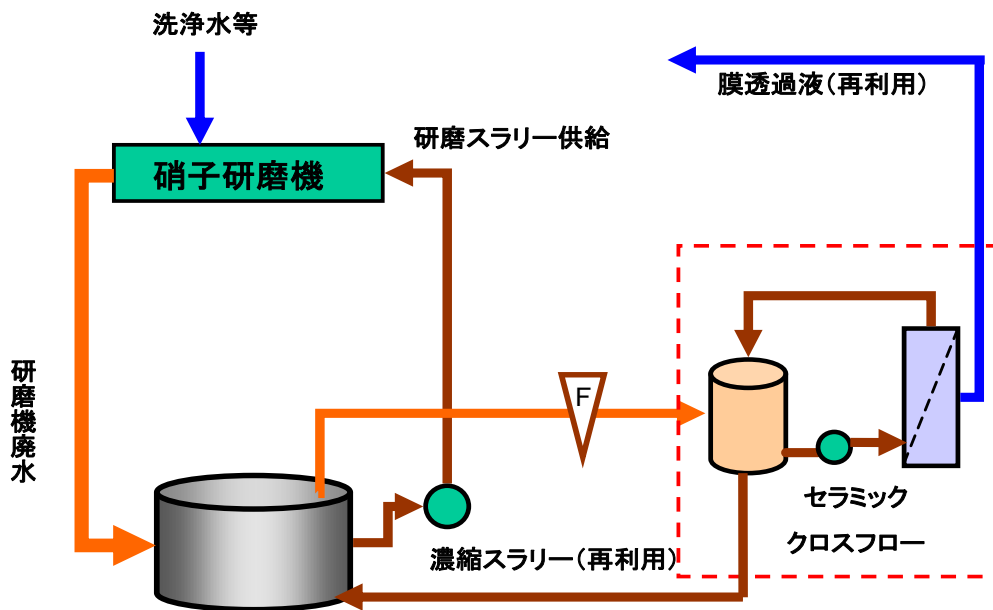 洗浄水等
膜透過液(再利用)
研磨スラリー供給
硝子研磨機
研磨機廃水
F
セラミック
クロスフロー
濃縮スラリー(再利用)